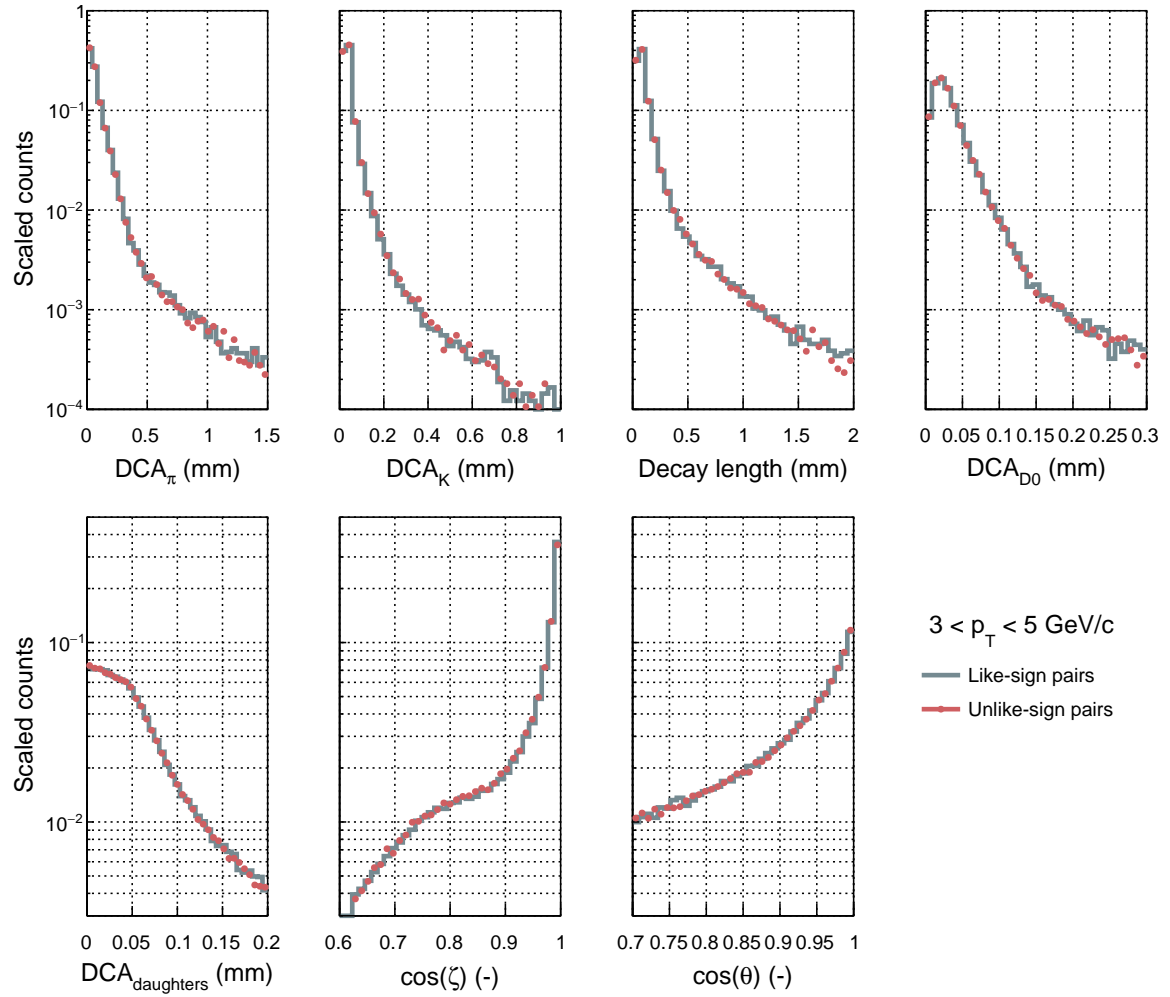 Scaled counts
1
10⁻¹
10⁻²
10⁻³
10⁻⁴
0 0.5 1 1.5
DCA_π (mm)
0 0.2 0.4 0.6 0.8 1
DCA_K (mm)
0 0.5 1 1.5 2
Decay length (mm)
0 0.05 0.1 0.15 0.2 0.25 0.3
DCA_D0 (mm)
Scaled counts
10⁻¹
10⁻²
0 0.05 0.1 0.15 0.2
DCA_daughters (mm)
0.6 0.7 0.8 0.9 1
cos(ζ) (-)
0.7 0.75 0.8 0.85 0.9 0.95 1
cos(θ) (-)
3 < p_T < 5 GeV/c
Like-sign pairs
Unlike-sign pairs